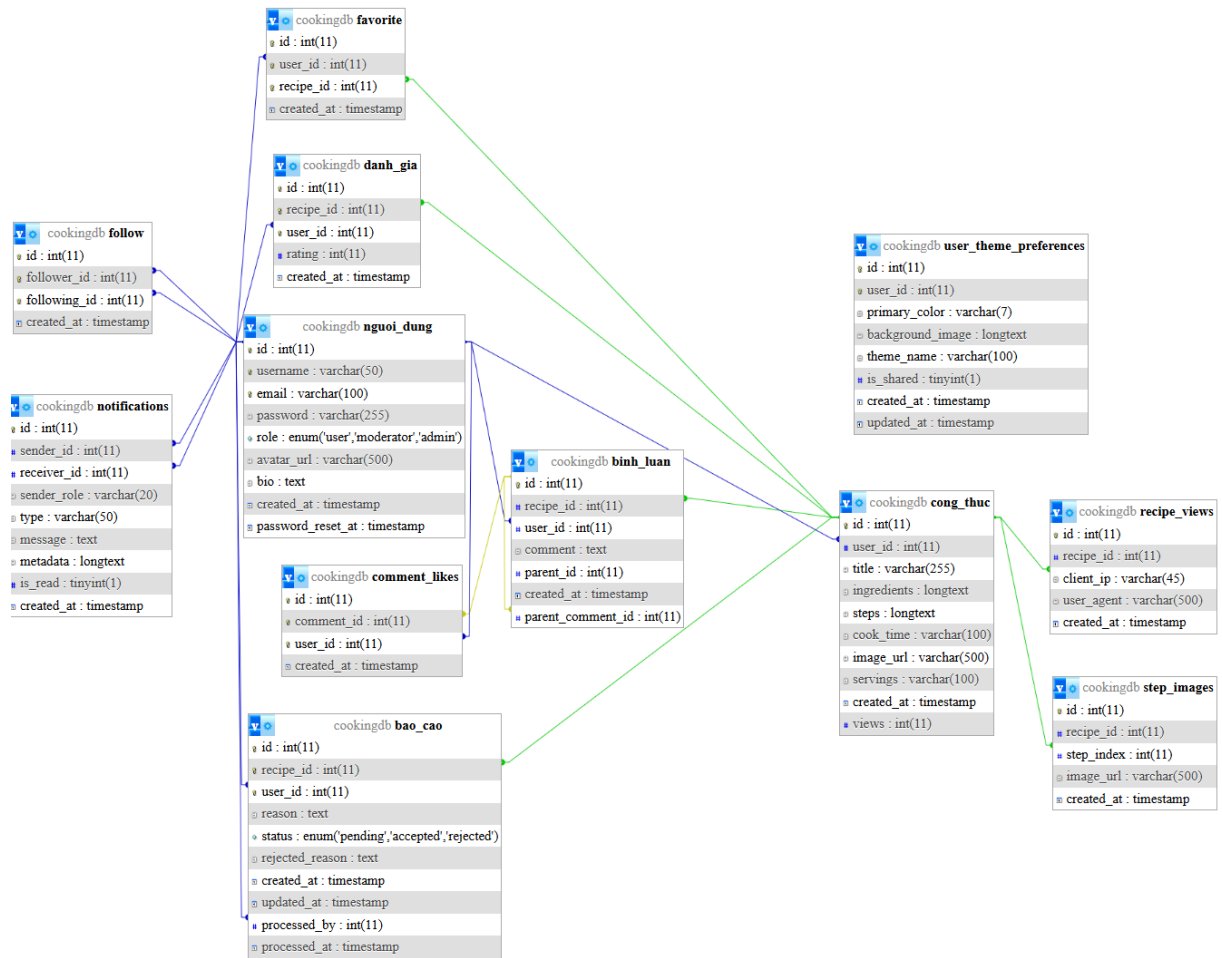 cookingdb favorite
id : int(11)
user_id : int(11)
recipe_id : int(11)
created_at : timestamp
cookingdb danh_gia
id : int(11)
recipe_id : int(11)
user_id : int(11)
rating : int(11)
created_at : timestamp
cookingdb follow
id : int(11)
follower_id : int(11)
following_id : int(11)
created_at : timestamp
cookingdb user_theme_preferences
id : int(11)
user_id : int(11)
primary_color : varchar(7)
background_image : longtext
theme_name : varchar(100)
is_shared : tinyint(1)
created_at : timestamp
updated_at : timestamp
cookingdb nguoi_dung
id : int(11)
username : varchar(50)
email : varchar(100)
password : varchar(255)
role : enum('user','moderator','admin')
avatar_url : varchar(500)
bio : text
created_at : timestamp
password_reset_at : timestamp
cookingdb notifications
id : int(11)
sender_id : int(11)
receiver_id : int(11)
sender_role : varchar(20)
type : varchar(50)
message : text
metadata : longtext
is_read : tinyint(1)
created_at : timestamp
cookingdb binh_luan
id : int(11)
recipe_id : int(11)
user_id : int(11)
comment : text
parent_id : int(11)
created_at : timestamp
parent_comment_id : int(11)
cookingdb cong_thuc
id : int(11)
user_id : int(11)
title : varchar(255)
ingredients : longtext
steps : longtext
cook_time : varchar(100)
image_url : varchar(500)
servings : varchar(100)
created_at : timestamp
views : int(11)
cookingdb recipe_views
id : int(11)
recipe_id : int(11)
client_ip : varchar(45)
user_agent : varchar(500)
created_at : timestamp
cookingdb comment_likes
id : int(11)
comment_id : int(11)
user_id : int(11)
created_at : timestamp
cookingdb step_images
id : int(11)
recipe_id : int(11)
step_index : int(11)
image_url : varchar(500)
created_at : timestamp
cookingdb bao_cao
id : int(11)
recipe_id : int(11)
user_id : int(11)
reason : text
status : enum('pending','accepted','rejected')
rejected_reason : text
created_at : timestamp
updated_at : timestamp
processed_by : int(11)
processed_at : timestamp